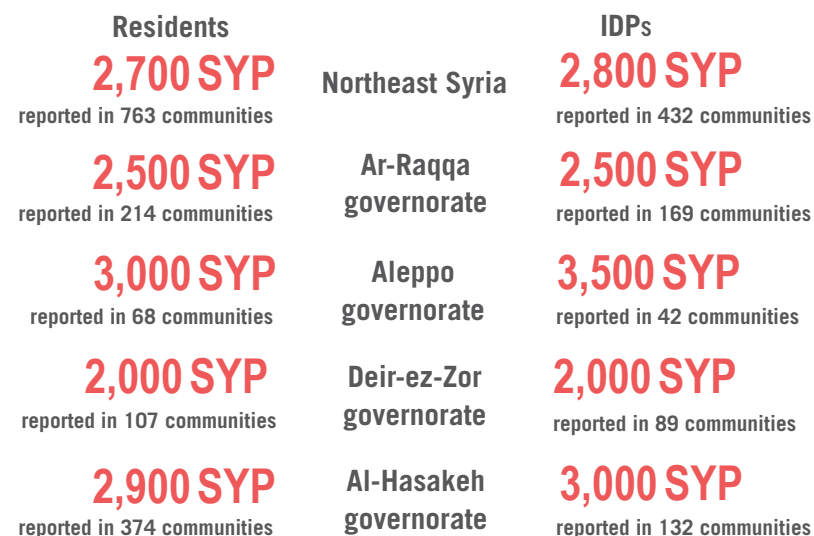 Residents
IDPs
2,700 SYP
reported in 763 communities
Northeast Syria
2,800 SYP
reported in 432 communities
2,500 SYP
reported in 214 communities
Ar-Raqqa
governorate
2,500 SYP
reported in 169 communities
3,000 SYP
reported in 68 communities
Aleppo
governorate
3,500 SYP
reported in 42 communities
2,000 SYP
reported in 107 communities
Deir-ez-Zor
governorate
2,000 SYP
reported in 89 communities
2,900 SYP
reported in 374 communities
Al-Hasakeh
governorate
3,000 SYP
reported in 132 communities